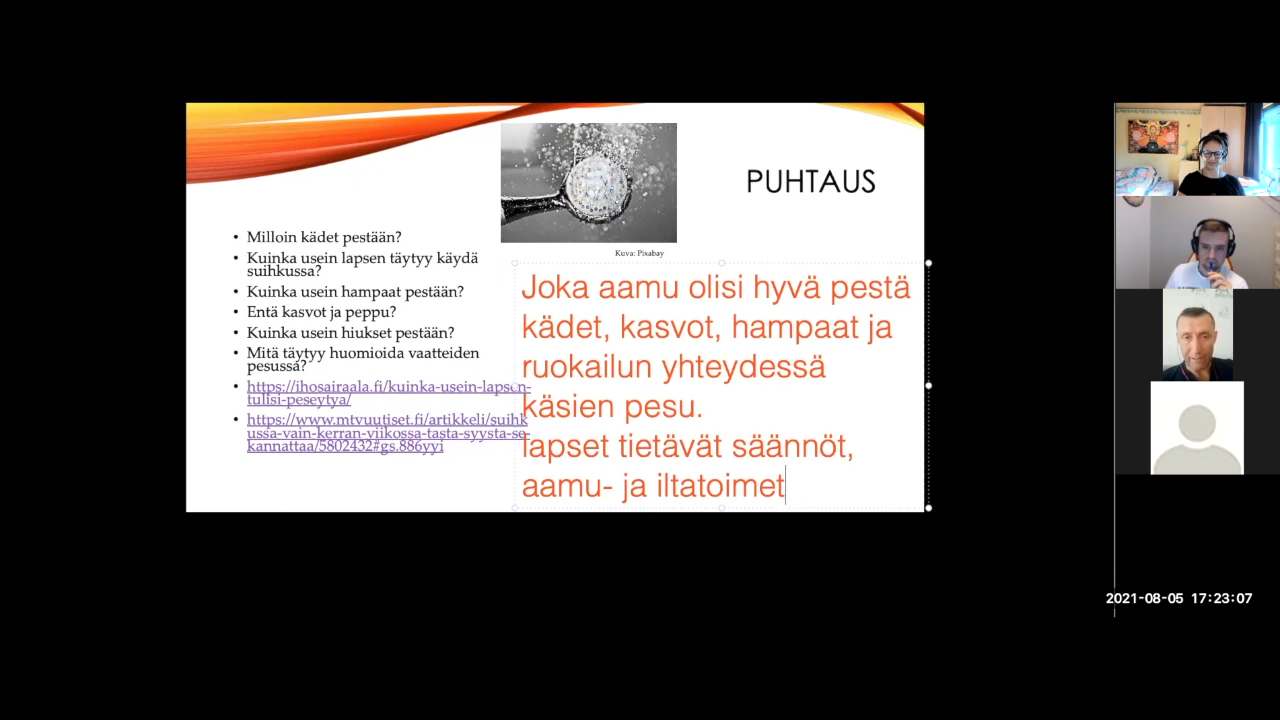 PUHTAUS
Kuva: Pixabay
• Milloin kädet pestään?
• Kuinka usein lapsen täytyy käydä
suihkussa?
• Kuinka usein hampaat pestään?
• Entä kasvot ja peppu?
• Kuinka usein hiukset pestään?
• Mitä täytyy huomioida vaatteiden
pesussa?
• https://ihosairaala.fi/kuinka-usein-lapsen-
tulisi-peseytya/
• https://www.mtvuutiset.fi/artikkeli/suihk
ussa-vain-kerran-viikossa-tasta-syysta-se-
kannattaa/5802432#gs.886yyi
Joka aamu olisi hyvä pestä
kädet, kasvot, hampaat ja
ruokailun yhteydessä
käsien pesu.
lapset tietävät säännöt,
aamu- ja iltatoimet
2021-08-05 17:23:07